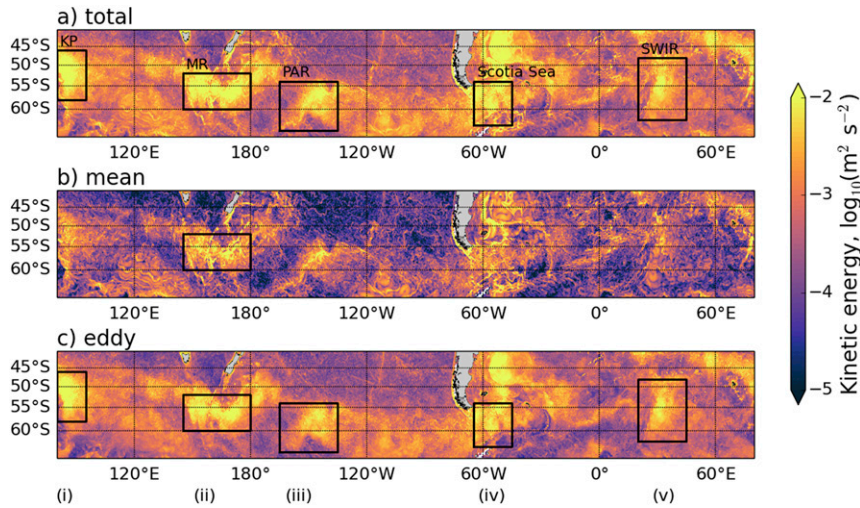 a) total
45°S
50°S
55°S
60°S
KP
MR
PAR
Scotia Sea
SWIR
120°E
180°
120°W
60°W
0°
60°E
b) mean
45°S
50°S
55°S
60°S
120°E
180°
120°W
60°W
0°
60°E
c) eddy
45°S
50°S
55°S
60°S
120°E
180°
120°W
60°W
0°
60°E
(i)
(ii)
(iii)
(iv)
(v)
−2
−3
−4
−5
Kinetic energy, log₁₀(m² s⁻²)